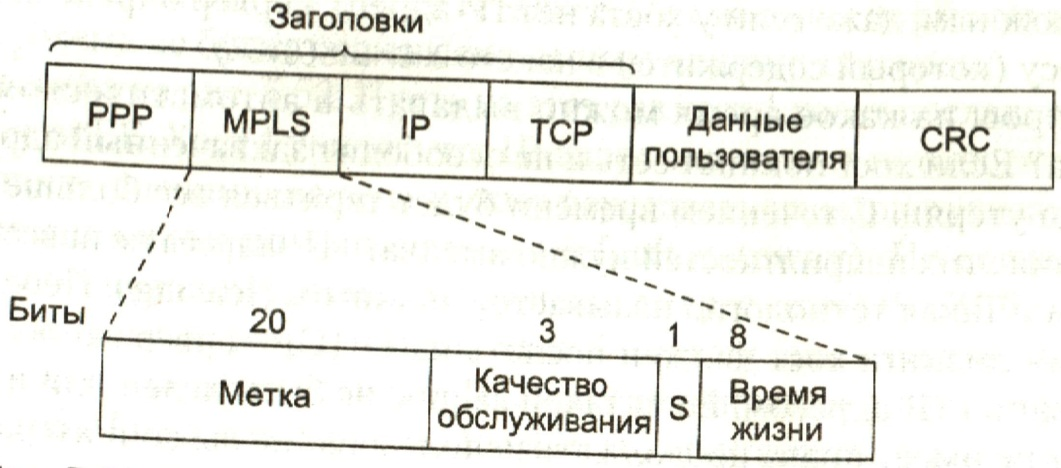 Заголовки
PPP MPLS IP TCP Данные пользователя CRC
Биты 20 3 1 8
Метка Качество обслуживания S Время жизни